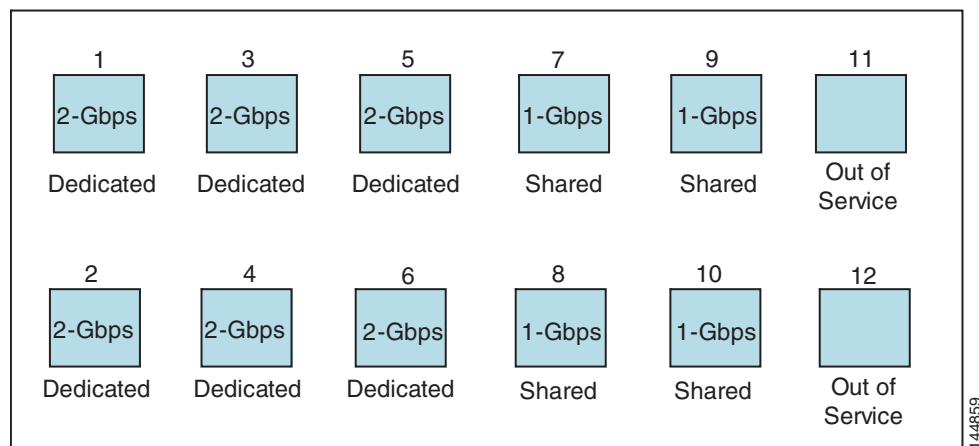 1 3 5 7 9 11
2-Gbps 2-Gbps 2-Gbps 1-Gbps 1-Gbps
Dedicated Dedicated Dedicated Shared Shared Out of
Service
2 4 6 8 10 12
2-Gbps 2-Gbps 2-Gbps 1-Gbps 1-Gbps
Dedicated Dedicated Dedicated Shared Shared Out of
Service
44859